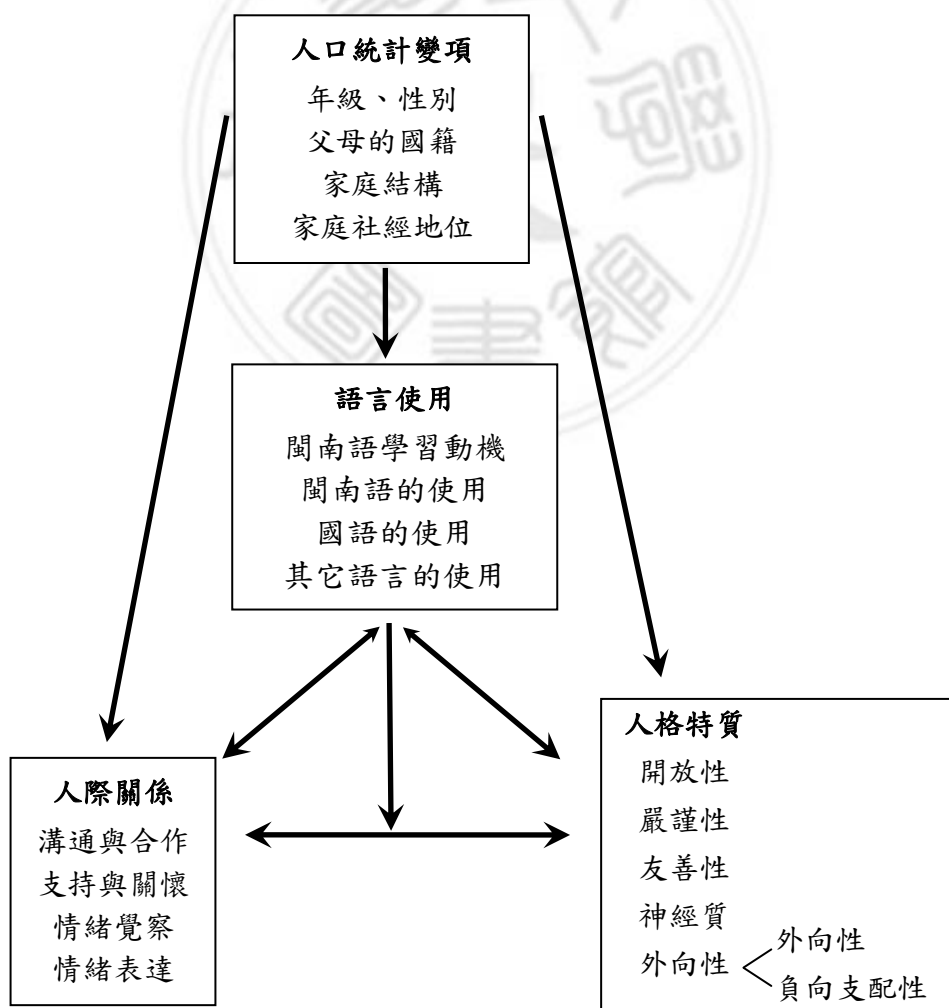 人口統計變項
年級、性別
父母的國籍
家庭結構
家庭社經地位
語言使用
閩南語學習動機
閩南語的使用
國語的使用
其它語言的使用
人際關係
溝通與合作
支持與關懷
情緒覺察
情緒表達
人格特質
開放性
嚴謹性
友善性
神經質
外向性
外向性
負向支配性